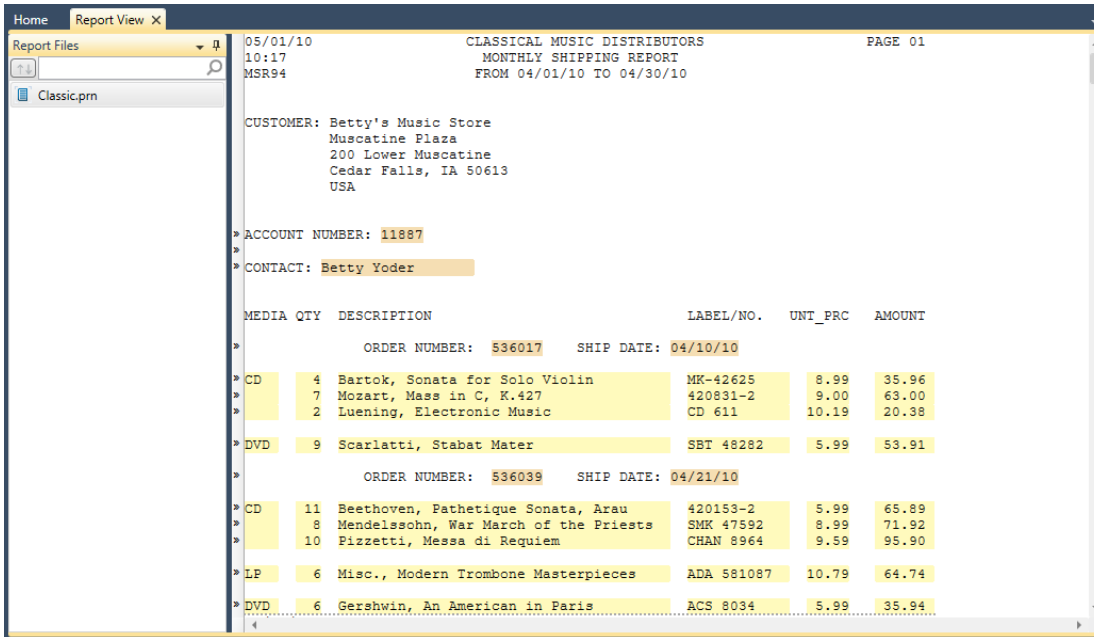 Home Report View X
Report Files
Classic.prn
05/01/10 CLASSICAL MUSIC DISTRIBUTORS PAGE 01
10:17 MONTHLY SHIPPING REPORT
MSR94 FROM 04/01/10 TO 04/30/10
CUSTOMER: Betty's Music Store
Muscatine Plaza
200 Lower Muscatine
Cedar Falls, IA 50613
USA
» ACCOUNT NUMBER: 11887
»
» CONTACT: Betty Yoder
MEDIA QTY DESCRIPTION LABEL/NO. UNT_PRC AMOUNT
» ORDER NUMBER: 536017 SHIP DATE: 04/10/10
» CD 4 Bartok, Sonata for Solo Violin MK-42625 8.99 35.96
» 7 Mozart, Mass in C, K.427 420831-2 9.00 63.00
» 2 Luening, Electronic Music CD 611 10.19 20.38
» DVD 9 Scarlatti, Stabat Mater SBT 48282 5.99 53.91
» ORDER NUMBER: 536039 SHIP DATE: 04/21/10
» CD 11 Beethoven, Pathetique Sonata, Arau 420153-2 5.99 65.89
» 8 Mendelssohn, War March of the Priests SMK 47592 8.99 71.92
» 10 Pizzetti, Messa di Requiem CHAN 8964 9.59 95.90
» LP 6 Misc., Modern Trombone Masterpieces ADA 581087 10.79 64.74
» DVD 6 Gershwin, An American in Paris ACS 8034 5.99 35.94